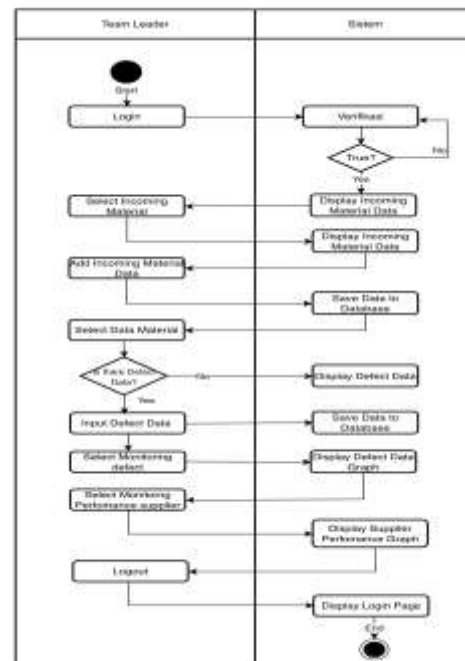 Team Leader
Sistem
Start
Login
Verifikasi
No
True?
Yes
Select Incoming
Material
Display Incoming
Material Data
Display Incoming
Material Data
Add Incoming Material
Data
Save Data to
Database
Select Data Material
Is there Defect
Data?
No
Display Defect Data
Yes
Input Defect Data
Save Data to
Database
Select Monitoring
defect
Display Defect Data
Graph
Select Monitoring
Perfomance supplier
Display Supplier
Perfomance Graph
Logout
Display Login Page
End